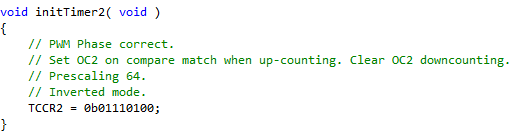 void initTimer2( void )
{
// PWM Phase correct.
// Set OC2 on compare match when up-counting. Clear OC2 downcounting.
// Prescaling 64.
// Inverted mode.
TCCR2 = 0b01110100;
}